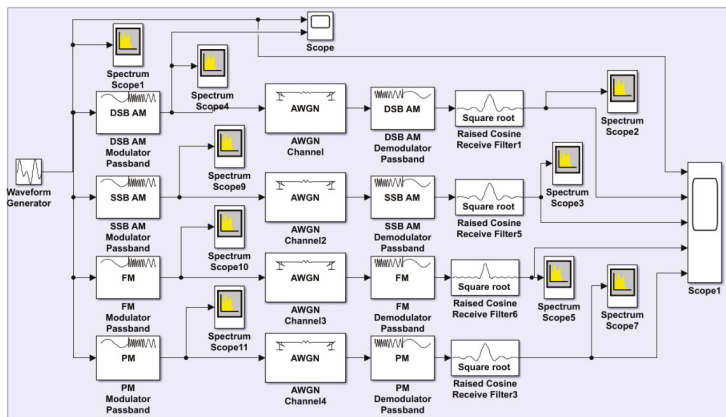 Scope
Spectrum
Scope1
Spectrum
Scope4
Spectrum
Scope2
DSB AM
DSB AM
Modulator
Passband
AWGN
AWGN
Channel
DSB AM
DSB AM
Demodulator
Passband
Square root
Raised Cosine
Receive Filter1
Waveform
Generator
Spectrum
Scope9
Spectrum
Scope3
SSB AM
SSB AM
Modulator
Passband
AWGN
AWGN
Channel2
SSB AM
SSB AM
Demodulator
Passband
Square root
Raised Cosine
Receive Filter5
Scope1
Spectrum
Scope10
FM
FM
Modulator
Passband
AWGN
AWGN
Channel3
FM
FM
Demodulator
Passband
Square root
Raised Cosine
Receive Filter6
Spectrum
Scope5
Spectrum
Scope7
Spectrum
Scope11
PM
PM
Modulator
Passband
AWGN
AWGN
Channel4
PM
PM
Demodulator
Passband
Square root
Raised Cosine
Receive Filter3